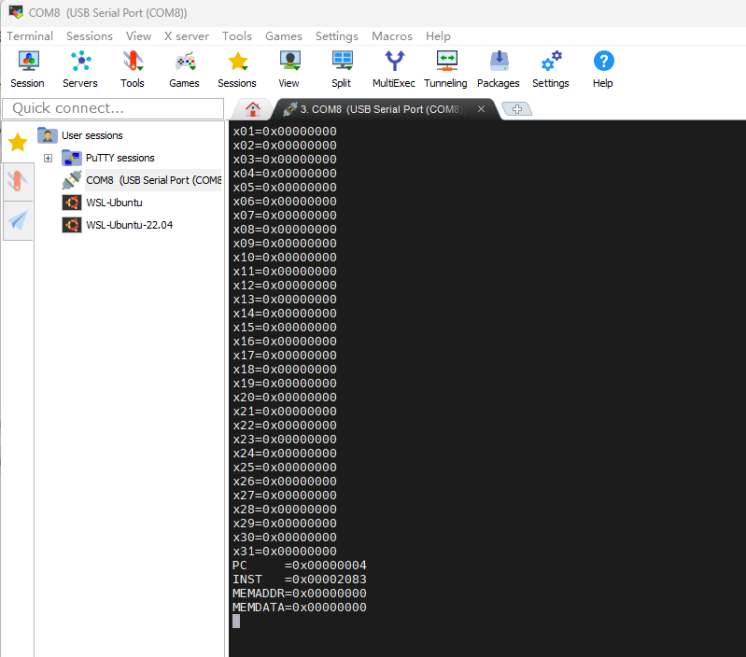 COM8  (USB Serial Port (COM8))
Terminal Sessions View X server Tools Games Settings Macros Help
Session Servers Tools Games Sessions View Split MultiExec Tunneling Packages Settings Help
Quick connect...
3. COM8  (USB Serial Port (COM8)
User sessions
PuTTY sessions
COM8  (USB Serial Port (COM8
WSL-Ubuntu
WSL-Ubuntu-22.04
x01=0x00000000
x02=0x00000000
x03=0x00000000
x04=0x00000000
x05=0x00000000
x06=0x00000000
x07=0x00000000
x08=0x00000000
x09=0x00000000
x10=0x00000000
x11=0x00000000
x12=0x00000000
x13=0x00000000
x14=0x00000000
x15=0x00000000
x16=0x00000000
x17=0x00000000
x18=0x00000000
x19=0x00000000
x20=0x00000000
x21=0x00000000
x22=0x00000000
x23=0x00000000
x24=0x00000000
x25=0x00000000
x26=0x00000000
x27=0x00000000
x28=0x00000000
x29=0x00000000
x30=0x00000000
x31=0x00000000
PC     =0x00000004
INST   =0x00002083
MEMADDR=0x00000000
MEMDATA=0x00000000